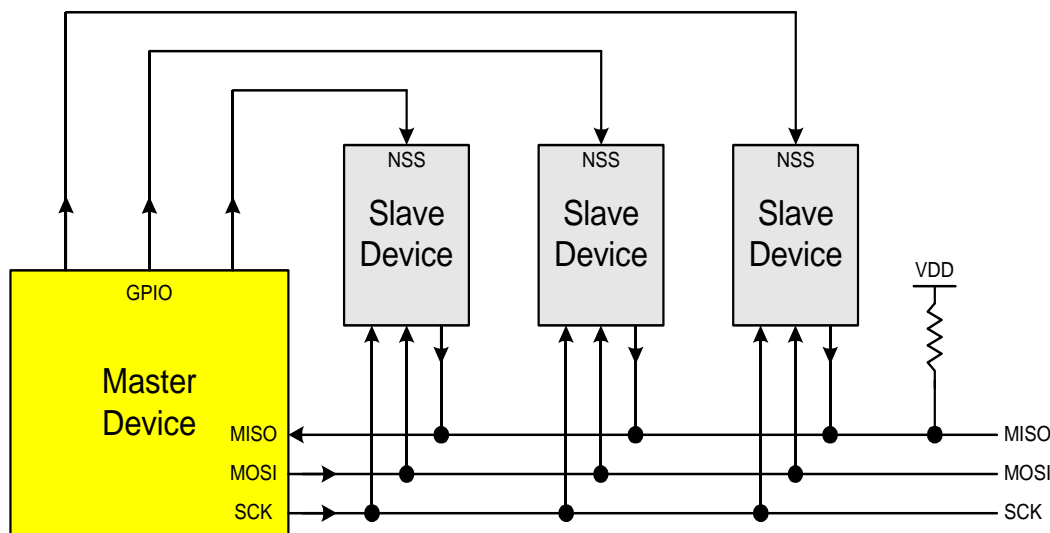 NSS
NSS
NSS
Slave
Device
Slave
Device
Slave
Device
VDD
GPIO
Master
Device
MISO
MISO
MOSI
MOSI
SCK
SCK